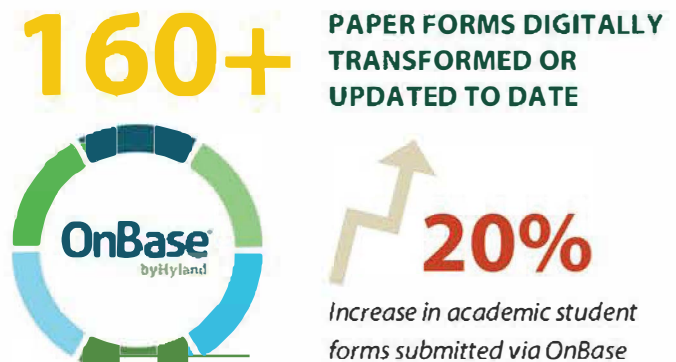 160+
PAPER FORMS DIGITALLY
TRANSFORMED OR
UPDATED TO DATE
OnBase®
byHyland
20%
Increase in academic student
forms submitted via OnBase